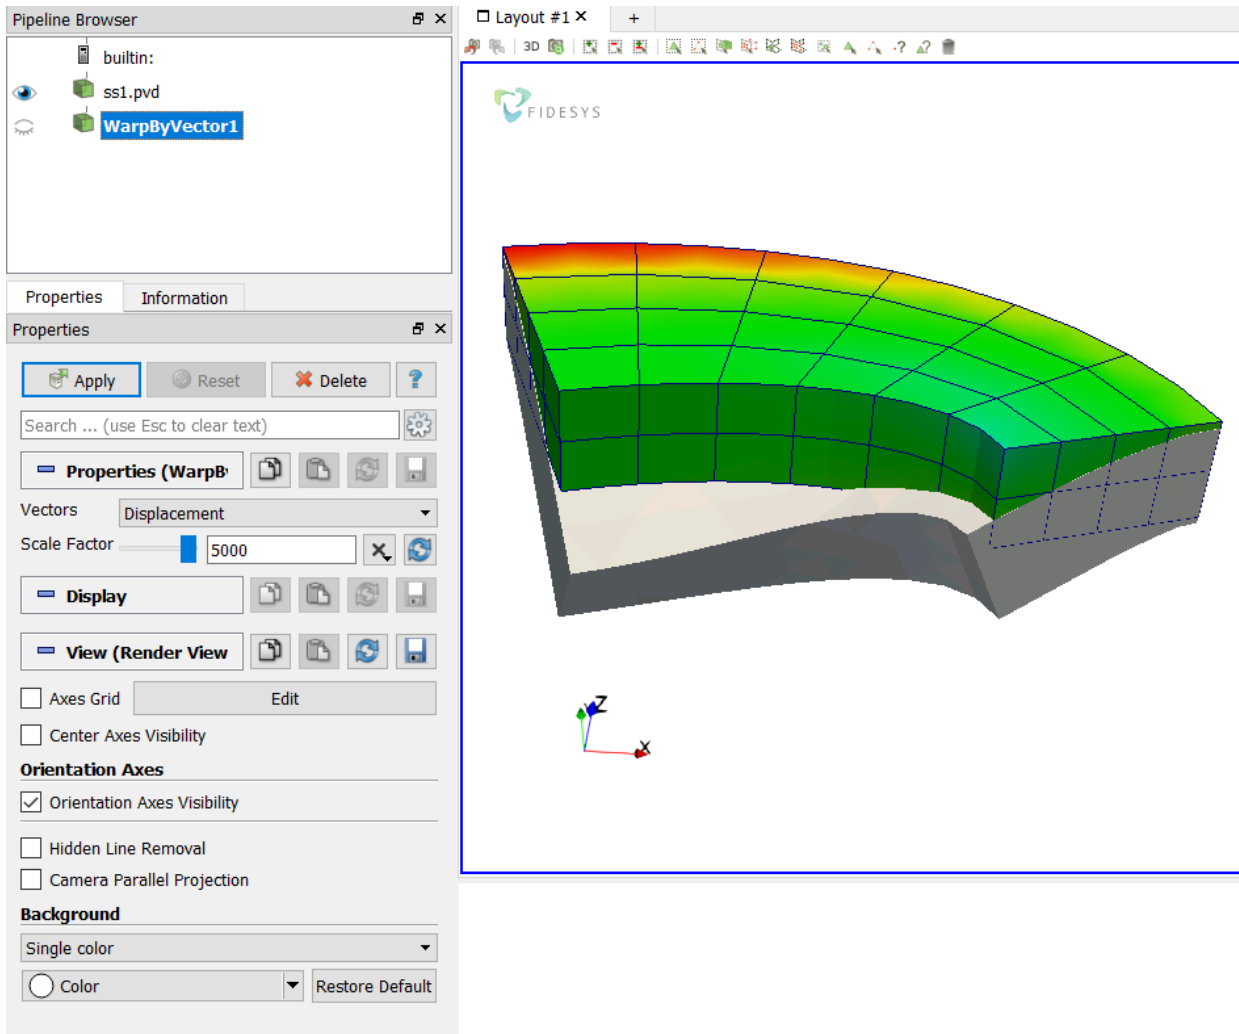 Pipeline Browser
builtin:
ss1.pvd
WarpByVector1
Properties Information
Properties
Apply Reset Delete ?
Search ... (use Esc to clear text)
Properties (WarpB
Vectors Displacement
Scale Factor 5000
Display
View (Render View
Axes Grid Edit
Center Axes Visibility
Orientation Axes
Orientation Axes Visibility
Hidden Line Removal
Camera Parallel Projection
Background
Single color
Color Restore Default
Layout #1 +
3D
FIDESYS
Z
X